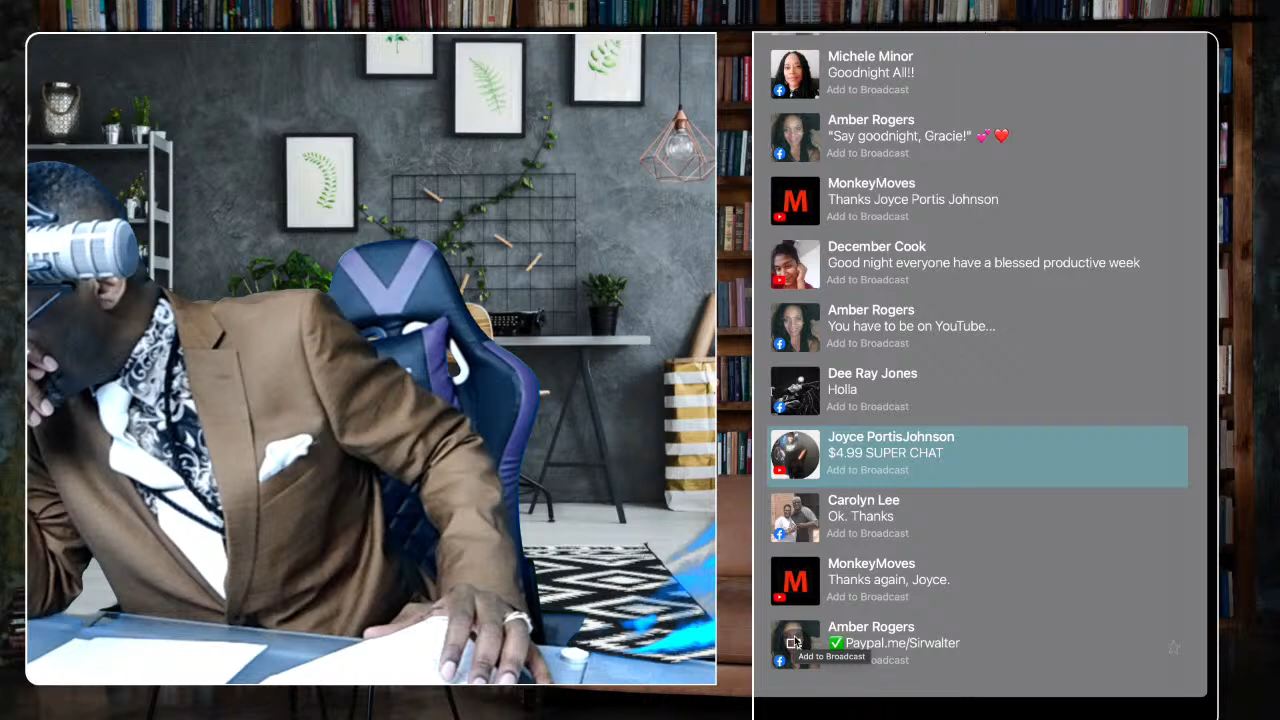 Michele Minor
Goodnight All!!
Add to Broadcast
Amber Rogers
"Say goodnight, Gracie!" 💕❤️
Add to Broadcast
M
MonkeyMoves
Thanks Joyce Portis Johnson
Add to Broadcast
December Cook
Good night everyone have a blessed productive week
Add to Broadcast
Amber Rogers
You have to be on YouTube...
Add to Broadcast
Dee Ray Jones
Holla
Add to Broadcast
Joyce PortisJohnson
$4.99 SUPER CHAT
Add to Broadcast
Carolyn Lee
Ok. Thanks
Add to Broadcast
M
MonkeyMoves
Thanks again, Joyce.
Add to Broadcast
Amber Rogers
✅Paypal.me/Sirwalter
Add to Broadcast
oadcast